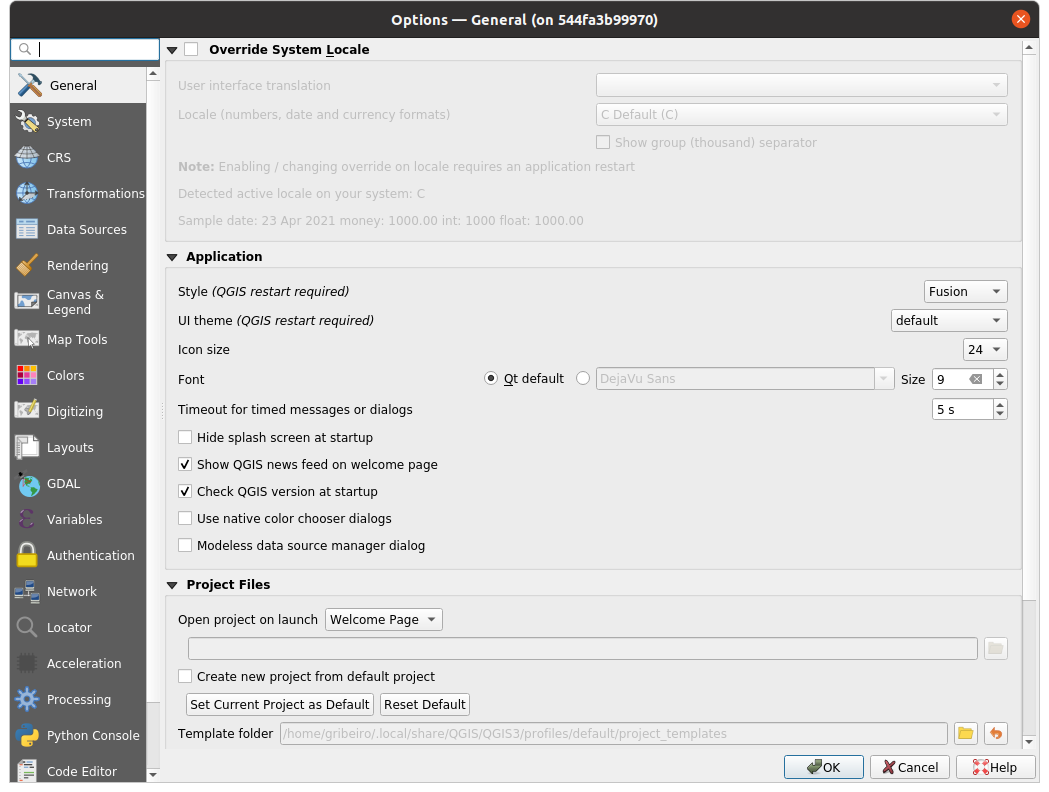 Options — General (on 544fa3b99970)
General
System
CRS
Transformations
Data Sources
Rendering
Canvas &
Legend
Map Tools
Colors
Digitizing
Layouts
GDAL
Variables
Authentication
Network
Locator
Acceleration
Processing
Python Console
Code Editor
Override System Locale
User interface translation
Locale (numbers, date and currency formats) C Default (C)
Show group (thousand) separator
Note: Enabling / changing override on locale requires an application restart
Detected active locale on your system: C
Sample date: 23 Apr 2021 money: 1000.00 int: 1000 float: 1000.00
Application
Style (QGIS restart required) Fusion
UI theme (QGIS restart required) default
Icon size 24
Font Qt default DejaVu Sans Size 9
Timeout for timed messages or dialogs 5 s
Hide splash screen at startup
Show QGIS news feed on welcome page
Check QGIS version at startup
Use native color chooser dialogs
Modeless data source manager dialog
Project Files
Open project on launch Welcome Page
Create new project from default project
Set Current Project as Default Reset Default
Template folder /home/gribeiro/.local/share/QGIS/QGIS3/profiles/default/project_templates
OK Cancel Help